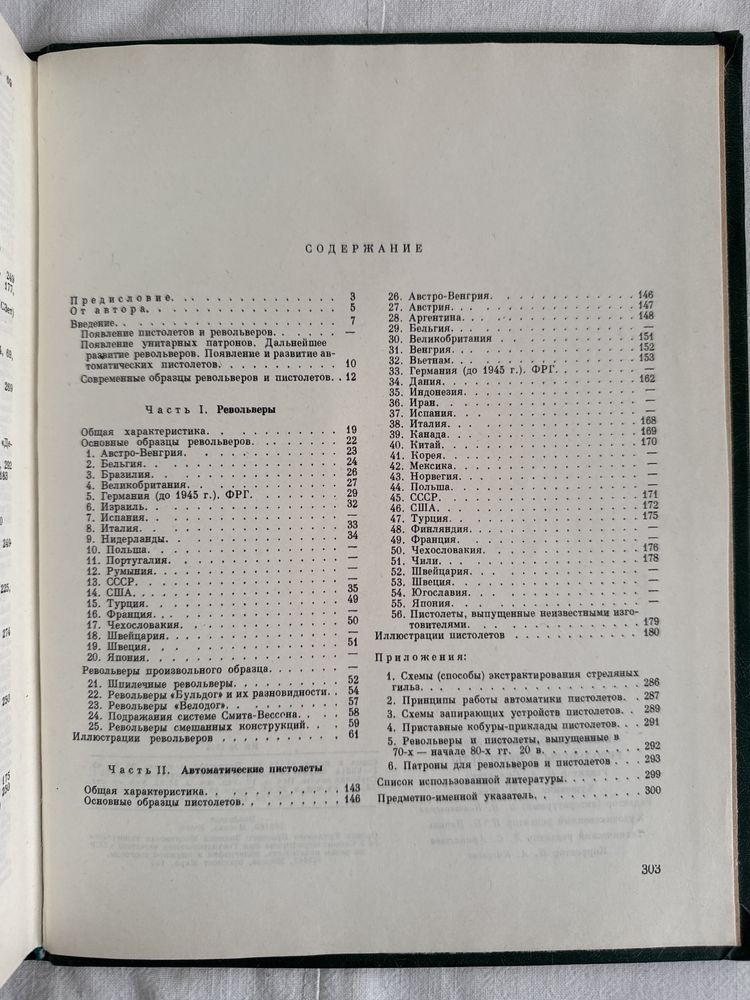 СОДЕРЖАНИЕ
Предисловие. . . . . . . . . . . . . . . 3
От автора. . . . . . . . . . . . . . . . 5
Введение. . . . . . . . . . . . . . . . 7
Появление пистолетов и револьверов. . . . . . —
Появление унитарных патронов. Дальнейшее
развитие револьверов. Появление и развитие ав-
томатических пистолетов. . . . . . . . . . . 10
Современные образцы револьверов и пистолетов. . 12
Часть I. Револьверы
Общая характеристика. . . . . . . . . . . . 19
Основные образцы револьверов. . . . . . . . . 22
1. Австро-Венгрия. . . . . . . . . . . . . 23
2. Бельгия. . . . . . . . . . . . . . . . 24
3. Бразилия. . . . . . . . . . . . . . . 26
4. Великобритания. . . . . . . . . . . . . 27
5. Германия (до 1945 г.). ФРГ. . . . . . . . 29
6. Израиль. . . . . . . . . . . . . . . . 32
7. Испания. . . . . . . . . . . . . . . . —
8. Италия. . . . . . . . . . . . . . . . 33
9. Нидерланды. . . . . . . . . . . . . . . 34
10. Польша. . . . . . . . . . . . . . . . —
11. Португалия. . . . . . . . . . . . . . —
12. Румыния. . . . . . . . . . . . . . . —
13. СССР. . . . . . . . . . . . . . . . —
14. США. . . . . . . . . . . . . . . . . 35
15. Турция. . . . . . . . . . . . . . . . 49
16. Франция. . . . . . . . . . . . . . . —
17. Чехословакия. . . . . . . . . . . . . 50
18. Швейцария. . . . . . . . . . . . . . —
19. Швеция. . . . . . . . . . . . . . . . 51
20. Япония. . . . . . . . . . . . . . . . —
Револьверы произвольного образца. . . . . . . —
21. Шпилечные револьверы. . . . . . . . . . 52
22. Револьверы «Бульдог» и их разновидности. . 54
23. Револьверы «Велодог». . . . . . . . . . 57
24. Подражания системе Смита-Вессона. . . . . 58
25. Револьверы смешанных конструкций. . . . 59
Иллюстрации револьверов . . . . . . . . . . 61
Часть II. Автоматические пистолеты
Общая характеристика. . . . . . . . . . . . 143
Основные образцы пистолетов. . . . . . . . . 146
26. Австро-Венгрия. . . . . . . . . . . . . 146
27. Австрия. . . . . . . . . . . . . . . . 147
28. Аргентина. . . . . . . . . . . . . . . 148
29. Бельгия. . . . . . . . . . . . . . . . —
30. Великобритания . . . . . . . . . . . . 151
31. Венгрия. . . . . . . . . . . . . . . . 152
32. Вьетнам. . . . . . . . . . . . . . . . 153
33. Германия (до 1945 г.). ФРГ. . . . . . . . —
34. Дания. . . . . . . . . . . . . . . . . 162
35. Индонезия. . . . . . . . . . . . . . . —
36. Иран. . . . . . . . . . . . . . . . . —
37. Испания. . . . . . . . . . . . . . . . —
38. Италия. . . . . . . . . . . . . . . . 168
39. Канада. . . . . . . . . . . . . . . . 169
40. Китай. . . . . . . . . . . . . . . . . 170
41. Корея. . . . . . . . . . . . . . . . . —
42. Мексика. . . . . . . . . . . . . . . . —
43. Норвегия. . . . . . . . . . . . . . . —
44. Польша. . . . . . . . . . . . . . . . —
45. СССР. . . . . . . . . . . . . . . . . 171
46. США. . . . . . . . . . . . . . . . . 172
47. Турция. . . . . . . . . . . . . . . . 175
48. Финляндия. . . . . . . . . . . . . . . —
49. Франция. . . . . . . . . . . . . . . . —
50. Чехословакия. . . . . . . . . . . . . . 176
51. Чили. . . . . . . . . . . . . . . . . 178
52. Швейцария. . . . . . . . . . . . . . . —
53. Швеция. . . . . . . . . . . . . . . . —
54. Югославия. . . . . . . . . . . . . . . —
55. Япония. . . . . . . . . . . . . . . . —
56. Пистолеты, выпущенные неизвестными изго-
товителями. . . . . . . . . . . . . . . 179
Иллюстрации пистолетов . . . . . . . . . . . 180
Приложения:
1. Схемы (способы) экстрактирования стреляных
гильз. . . . . . . . . . . . . . . . . 286
2. Принципы работы автоматики пистолетов. . 287
3. Схемы запирающих устройств пистолетов. . 289
4. Приставные кобуры-приклады пистолетов. . . 291
5. Револьверы и пистолеты, выпущенные в
70-х — начале 80-х гг. 20 в. . . . . . . . . 292
6. Патроны для револьверов и пистолетов . . . 293
Список использованной литературы. . . . . . . 299
Предметно-именной указатель. . . . . . . . . 300
303